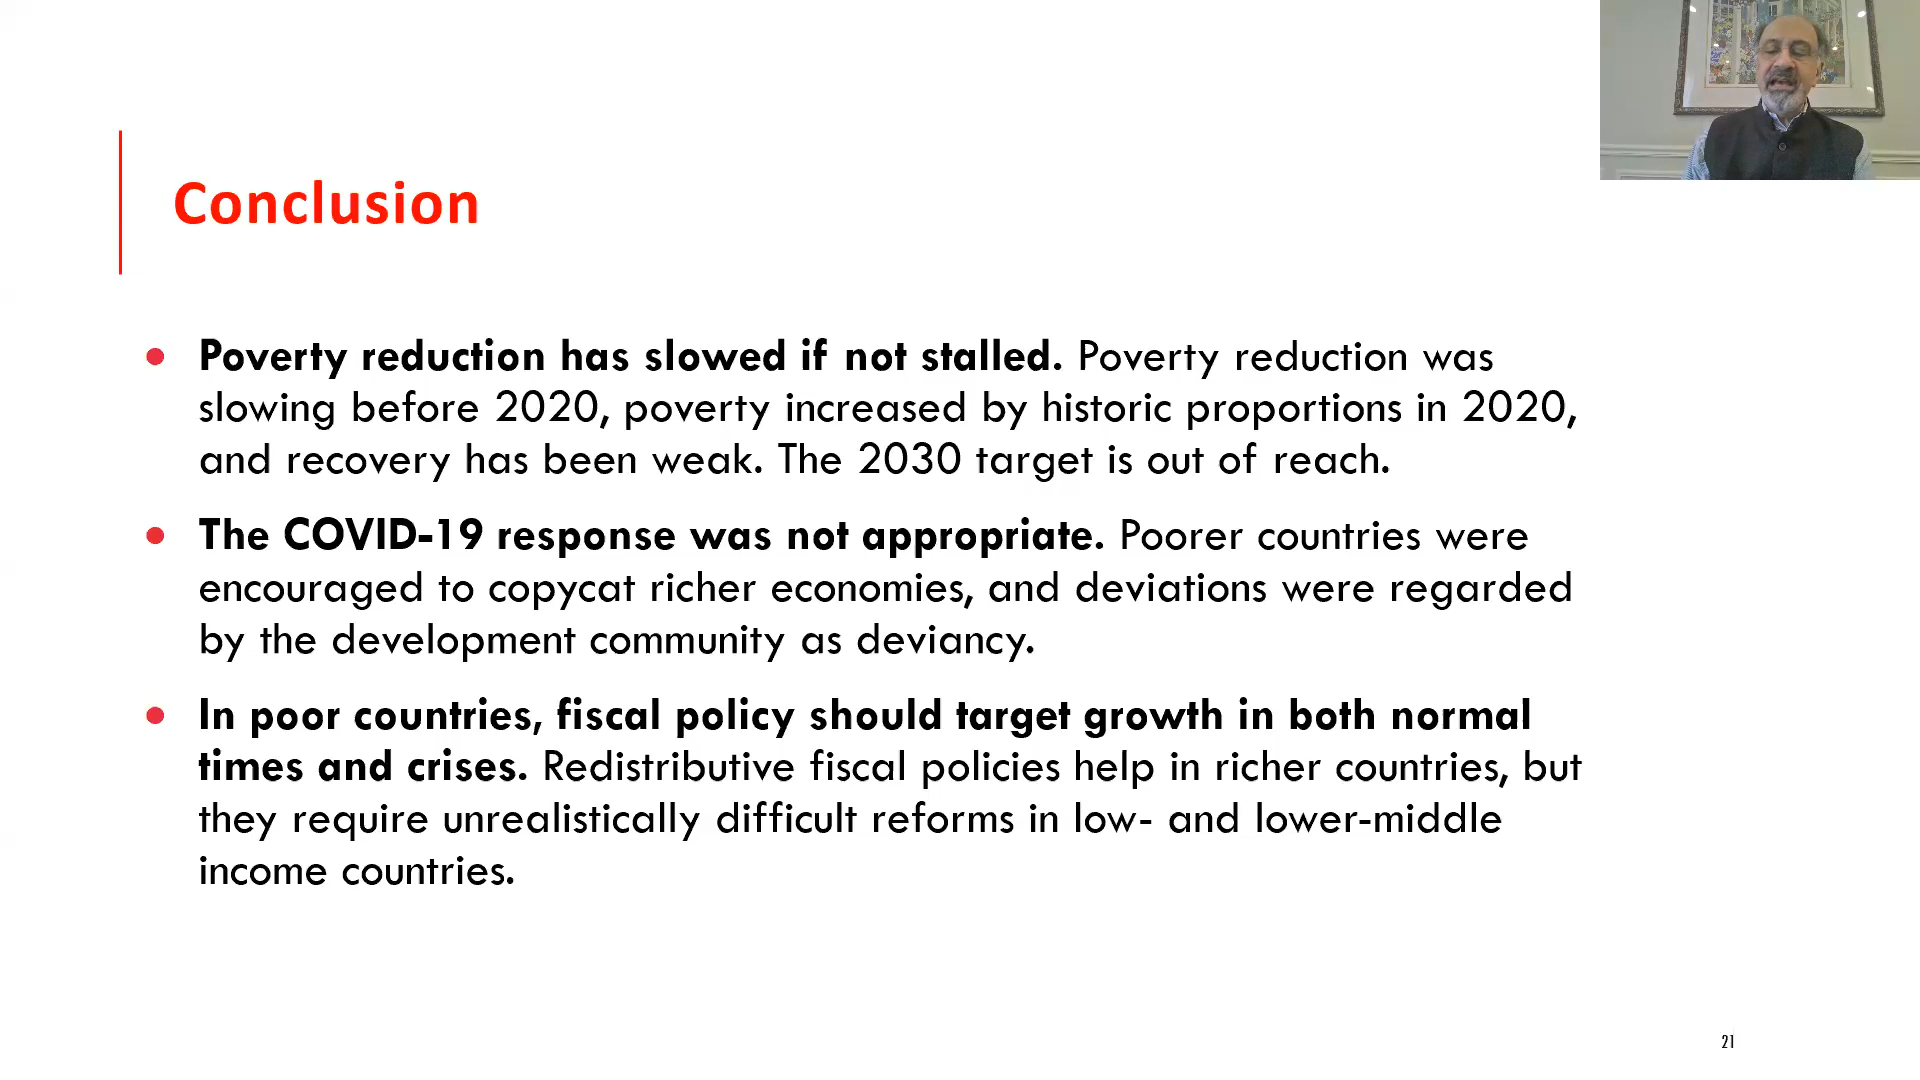 Conclusion
Poverty reduction has slowed if not stalled. Poverty reduction was
slowing before 2020, poverty increased by historic proportions in 2020,
and recovery has been weak. The 2030 target is out of reach.
The COVID-19 response was not appropriate. Poorer countries were
encouraged to copycat richer economies, and deviations were regarded
by the development community as deviancy.
In poor countries, fiscal policy should target growth in both normal
times and crises. Redistributive fiscal policies help in richer countries, but
they require unrealistically difficult reforms in low- and lower-middle
income countries.
21